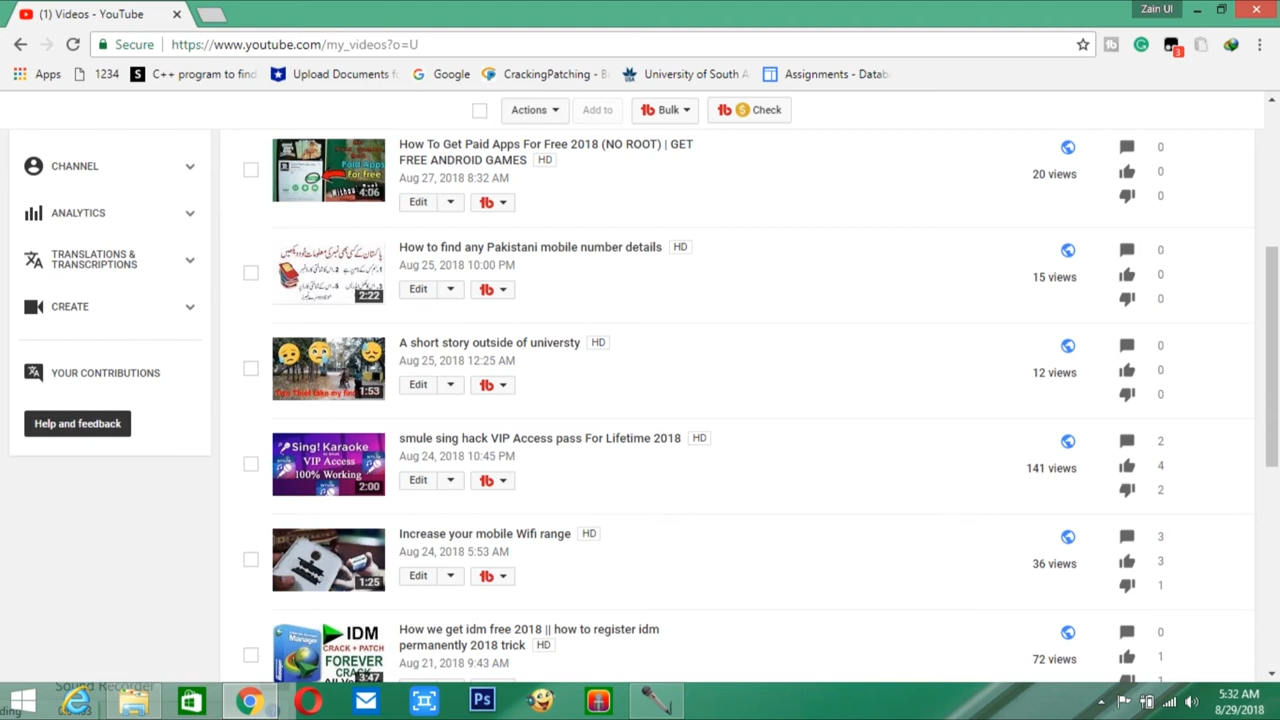 (1) Videos - YouTube
Zain Ul
Secure
https://www.youtube.com/my_videos?o=U
3
Apps
1234
C++ program to find
Upload Documents f
Google
CrackingPatching - B
University of South A
Assignments - Datab
Actions
Add to
Bulk
Check
CHANNEL
ANALYTICS
TRANSLATIONS &
TRANSCRIPTIONS
CREATE
YOUR CONTRIBUTIONS
Help and feedback
Paid Apps
For Free
4:06
How To Get Paid Apps For Free 2018 (NO ROOT) | GET
FREE ANDROID GAMES HD
Aug 27, 2018 8:32 AM
Edit
20 views
0
0
0
2:22
How to find any Pakistani mobile number details HD
Aug 25, 2018 10:00 PM
Edit
15 views
0
0
0
1:53
A short story outside of universty HD
Aug 25, 2018 12:25 AM
Edit
12 views
0
0
0
Sing! Karaoke
VIP Access
100% Working
2:00
smule sing hack VIP Access pass For Lifetime 2018 HD
Aug 24, 2018 10:45 PM
Edit
141 views
2
4
2
1:25
Increase your mobile Wifi range HD
Aug 24, 2018 5:53 AM
Edit
36 views
3
3
1
Manager
IDM
CRACK + PATCH
FOREVER
3:47
How we get idm free 2018 || how to register idm
permanently 2018 trick HD
Aug 21, 2018 9:43 AM
72 views
0
1
Sound Recorder
Ps
5:32 AM
8/29/2018